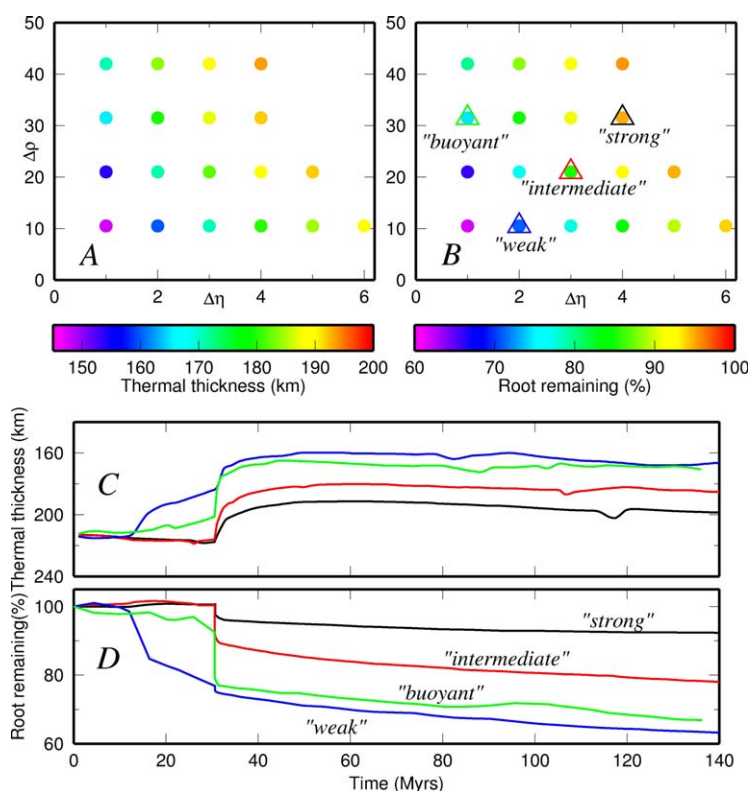 50 50
40 40
30 30
Δρ "buoyant" "strong"
20 20
"intermediate"
10 10
A B "weak"
0 0
0 2 4 6 0 2 4 6
Δη Δη
150 160 170 180 190 200 60 70 80 90 100
Thermal thickness (km) Root remaining (%)
Thermal thickness (km)
160
C
200
240
Root remaining(%)
100
"strong"
D "intermediate"
80
"buoyant"
"weak"
60
0 20 40 60 80 100 120 140
Time (Myrs)